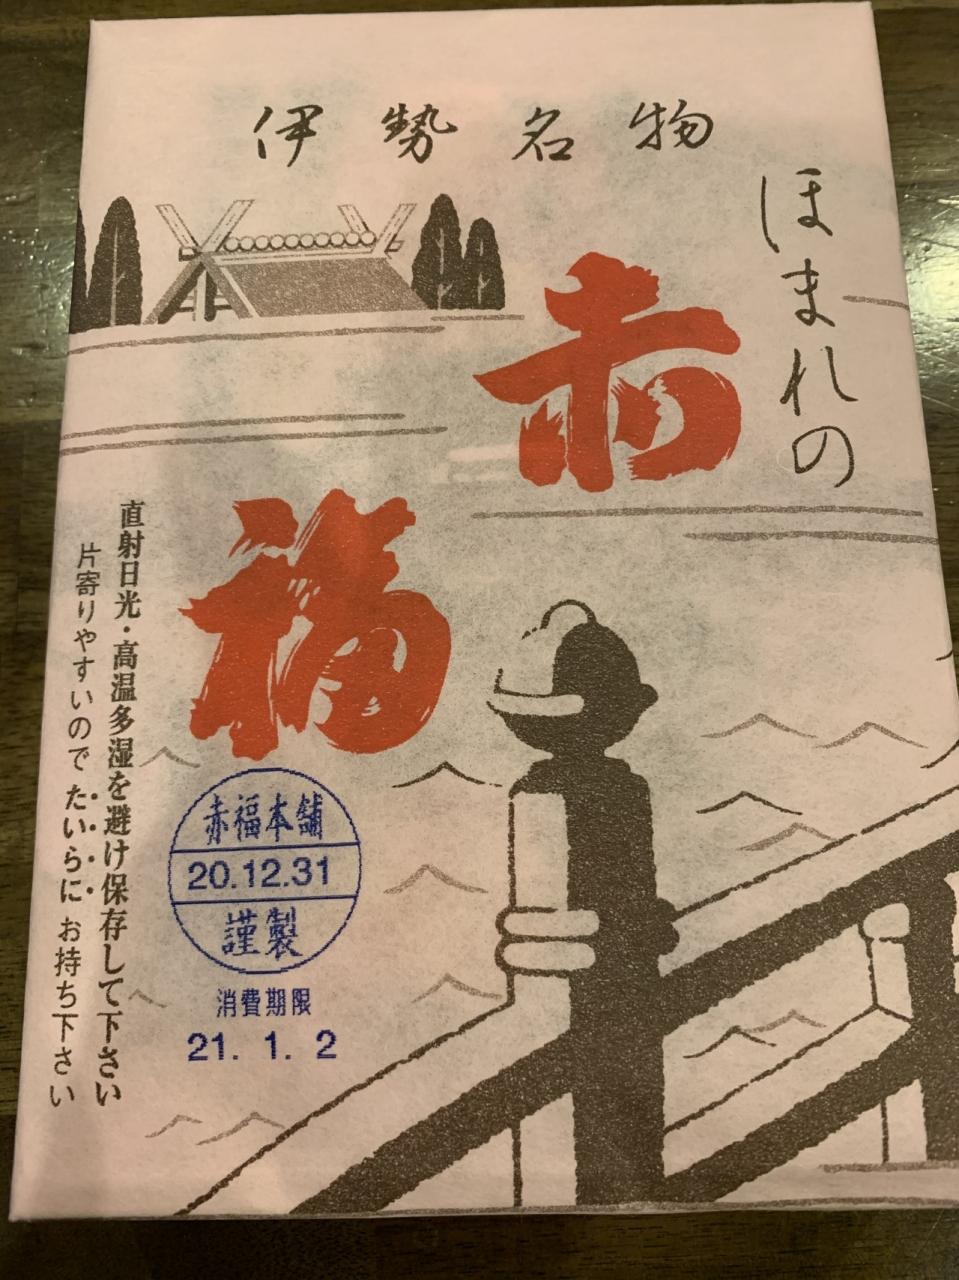 伊勢名物
ほまれの
赤福
直射日光・高温多湿を避け保存して下さい
片寄りやすいのでたいらにお持ち下さい
赤福本舗
20.12.31
謹製
消費期限
21. 1. 2